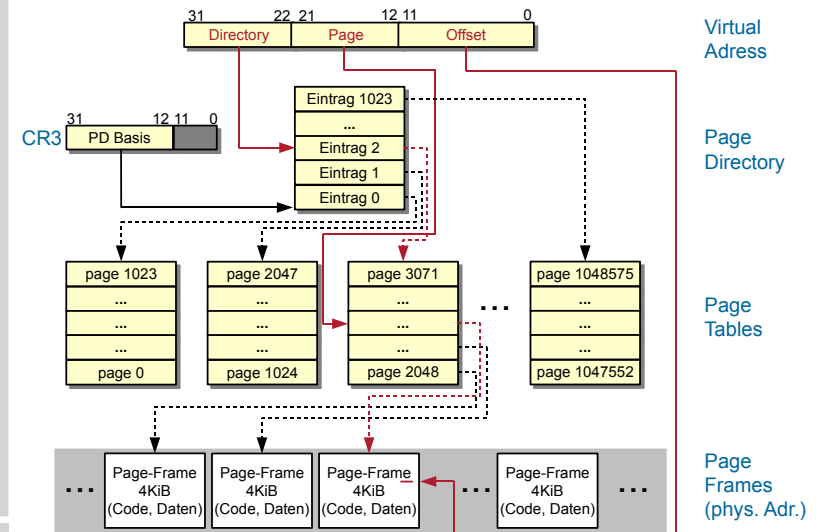 31 22 21 12 11 0
Directory Page Offset
Virtual
Adress
CR3
31 12 11 0
PD Basis
Eintrag 1023
...
Eintrag 2
Eintrag 1
Eintrag 0
Page
Directory
page 1023
...
...
...
page 0
page 2047
...
...
...
page 1024
page 3071
...
...
...
page 2048
...
page 1048575
...
...
...
page 1047552
Page
Tables
...
Page-Frame
4KiB
(Code, Daten)
Page-Frame
4KiB
(Code, Daten)
Page-Frame
4KiB
(Code, Daten)
...
Page-Frame
4KiB
(Code, Daten)
...
Page
Frames
(phys. Adr.)